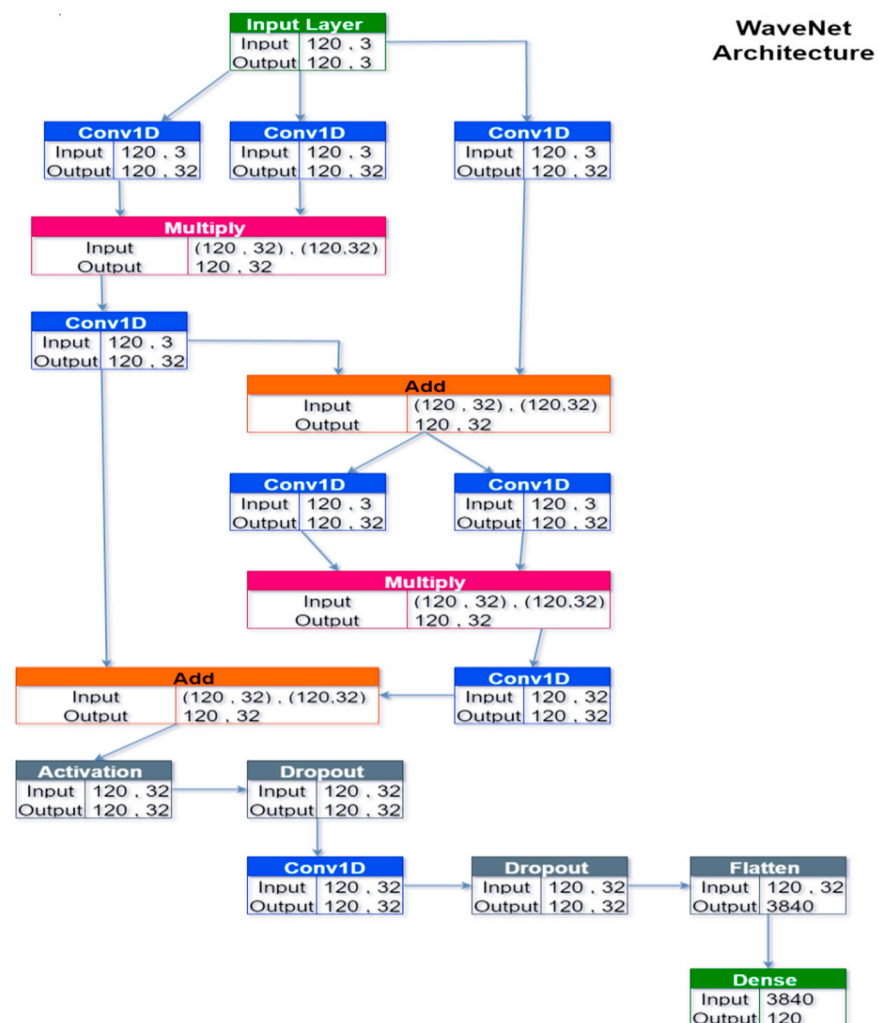 WaveNet
Architecture
Input Layer
Input 120 , 3
Output 120 , 3
Conv1D
Input 120 , 3
Output 120 , 32
Conv1D
Input 120 , 3
Output 120 , 32
Conv1D
Input 120 , 3
Output 120 , 32
Multiply
Input (120 , 32) , (120,32)
Output 120 , 32
Conv1D
Input 120 , 3
Output 120 , 32
Add
Input (120 , 32) , (120,32)
Output 120 , 32
Conv1D
Input 120 , 3
Output 120 , 32
Conv1D
Input 120 , 3
Output 120 , 32
Multiply
Input (120 , 32) , (120,32)
Output 120 , 32
Add
Input (120 , 32) , (120,32)
Output 120 , 32
Conv1D
Input 120 , 32
Output 120 , 32
Activation
Input 120 , 32
Output 120 , 32
Dropout
Input 120 , 32
Output 120 , 32
Conv1D
Input 120 , 32
Output 120 , 32
Dropout
Input 120 , 32
Output 120 , 32
Flatten
Input 120 , 32
Output 3840
Dense
Input 3840
Output 120